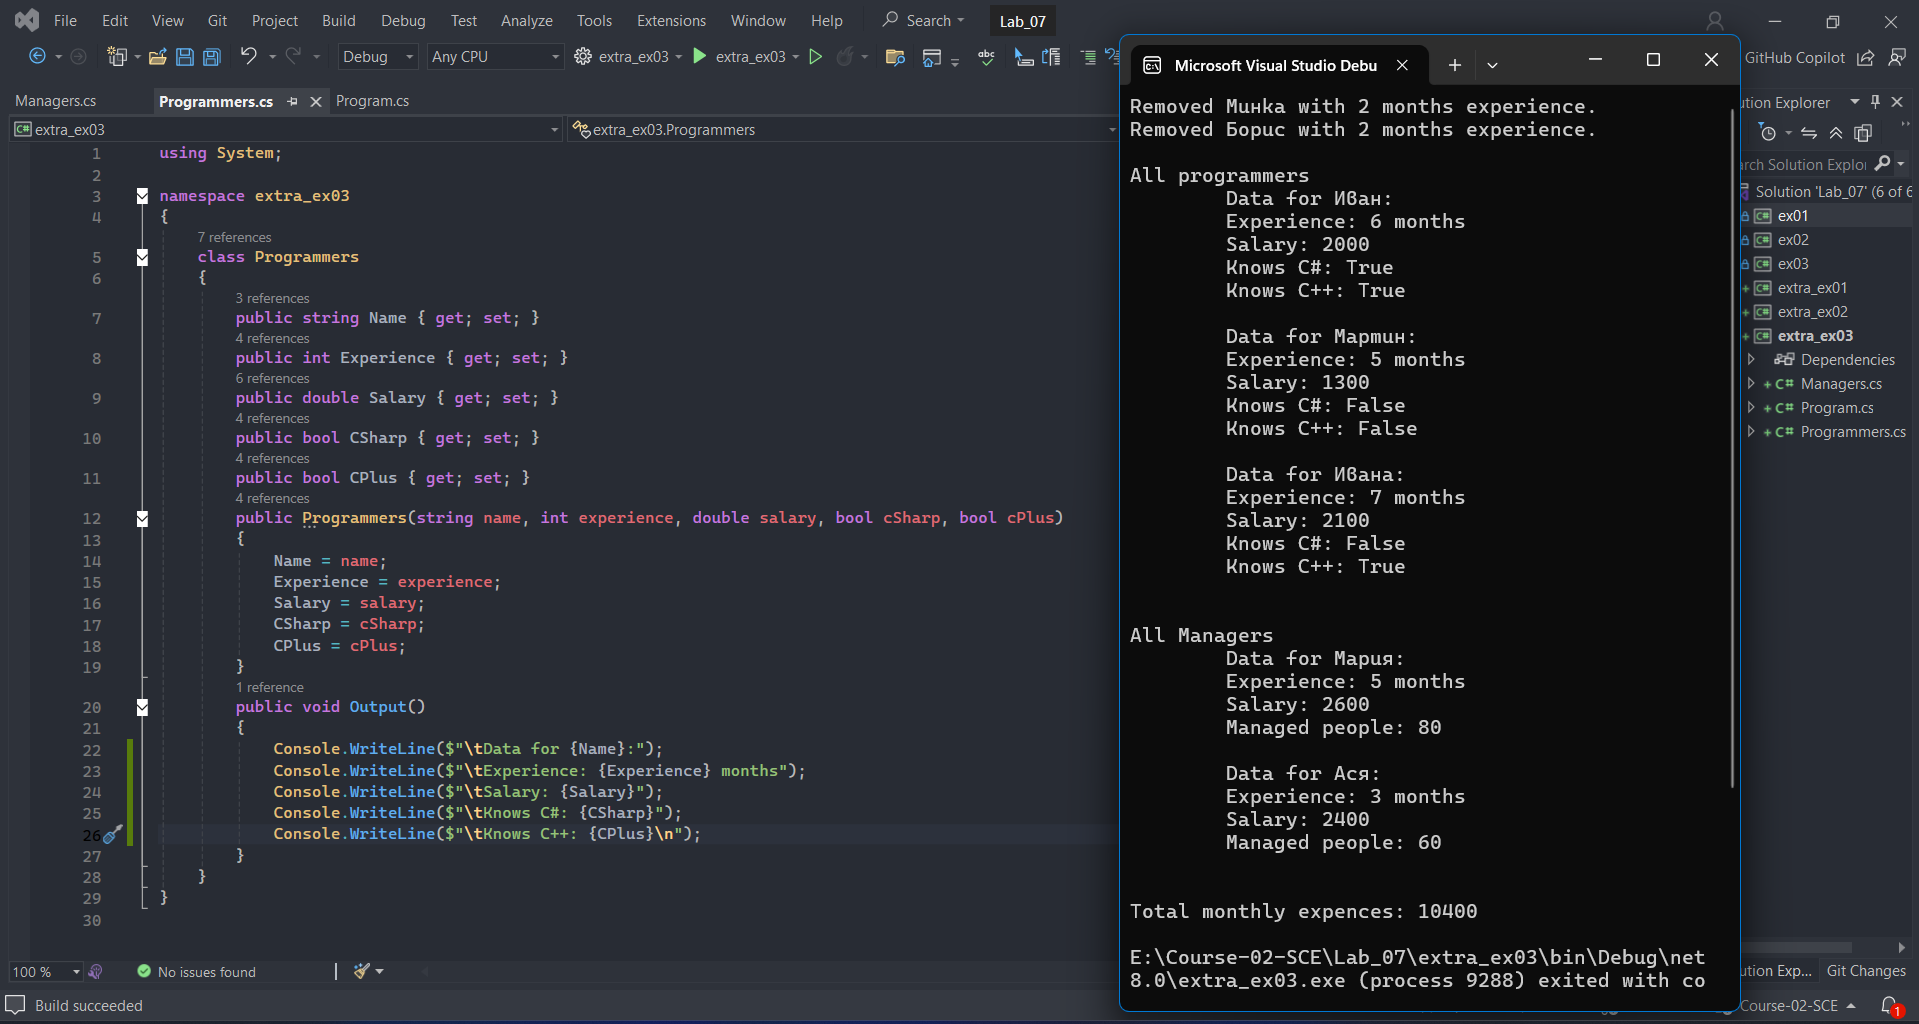 File Edit View Git Project Build Debug Test Analyze Tools Extensions Window Help Search Lab_07
Debug Any CPU extra_ex03 extra_ex03 GitHub Copilot
Managers.cs Programmers.cs Program.cs
extra_ex03 extra_ex03.Programmers
1 using System;
2
3 namespace extra_ex03
4 {
7 references
5 class Programmers
6 {
3 references
7 public string Name { get; set; }
4 references
8 public int Experience { get; set; }
6 references
9 public double Salary { get; set; }
4 references
10 public bool CSharp { get; set; }
4 references
11 public bool CPlus { get; set; }
4 references
12 public Programmers(string name, int experience, double salary, bool cSharp, bool cPlus)
13 {
14 Name = name;
15 Experience = experience;
16 Salary = salary;
17 CSharp = cSharp;
18 CPlus = cPlus;
19 }
1 reference
20 public void Output()
21 {
22 Console.WriteLine($"\tData for {Name}:");
23 Console.WriteLine($"\tExperience: {Experience} months");
24 Console.WriteLine($"\tSalary: {Salary}");
25 Console.WriteLine($"\tKnows C#: {CSharp}");
26 Console.WriteLine($"\tKnows C++: {CPlus}\n");
27 }
28 }
29 }
30
100 % No issues found
Build succeeded
Microsoft Visual Studio Debu
Removed Минка with 2 months experience.
Removed Борис with 2 months experience.
All programmers
Data for Иван:
Experience: 6 months
Salary: 2000
Knows C#: True
Knows C++: True
Data for Мартин:
Experience: 5 months
Salary: 1300
Knows C#: False
Knows C++: False
Data for Ивана:
Experience: 7 months
Salary: 2100
Knows C#: False
Knows C++: True
All Managers
Data for Мария:
Experience: 5 months
Salary: 2600
Managed people: 80
Data for Ася:
Experience: 3 months
Salary: 2400
Managed people: 60
Total monthly expences: 10400
E:\Course-02-SCE\Lab_07\extra_ex03\bin\Debug\net
8.0\extra_ex03.exe (process 9288) exited with co
ution Explorer
arch Solution Explo
Solution 'Lab_07' (6 of 6
ex01
ex02
ex03
extra_ex01
extra_ex02
extra_ex03
Dependencies
C# Managers.cs
C# Program.cs
C# Programmers.cs
ution Exp... Git Changes
Course-02-SCE 1